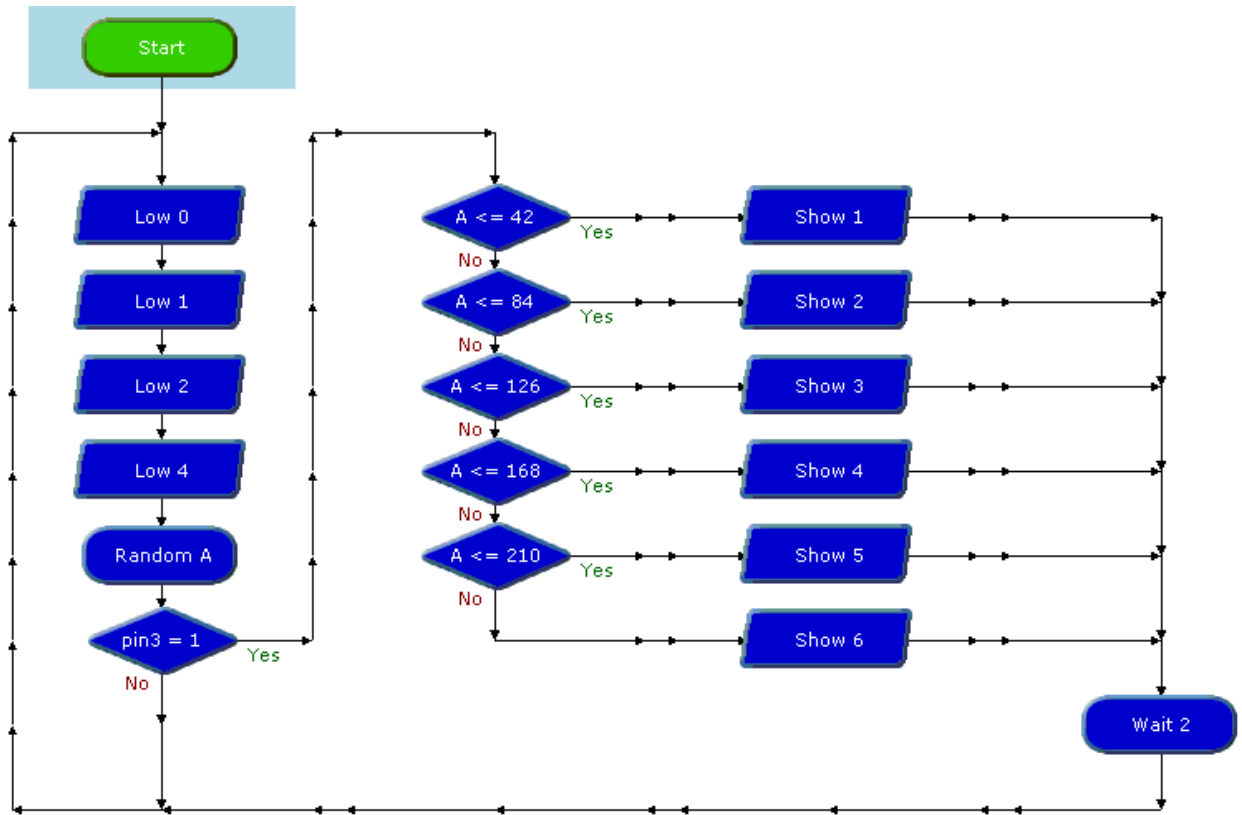 Start
Low 0
Low 1
Low 2
Low 4
Random A
pin3 = 1
Yes
No
A <= 42
Yes
No
Show 1
A <= 84
Yes
No
Show 2
A <= 126
Yes
No
Show 3
A <= 168
Yes
No
Show 4
A <= 210
Yes
No
Show 5
Show 6
Wait 2